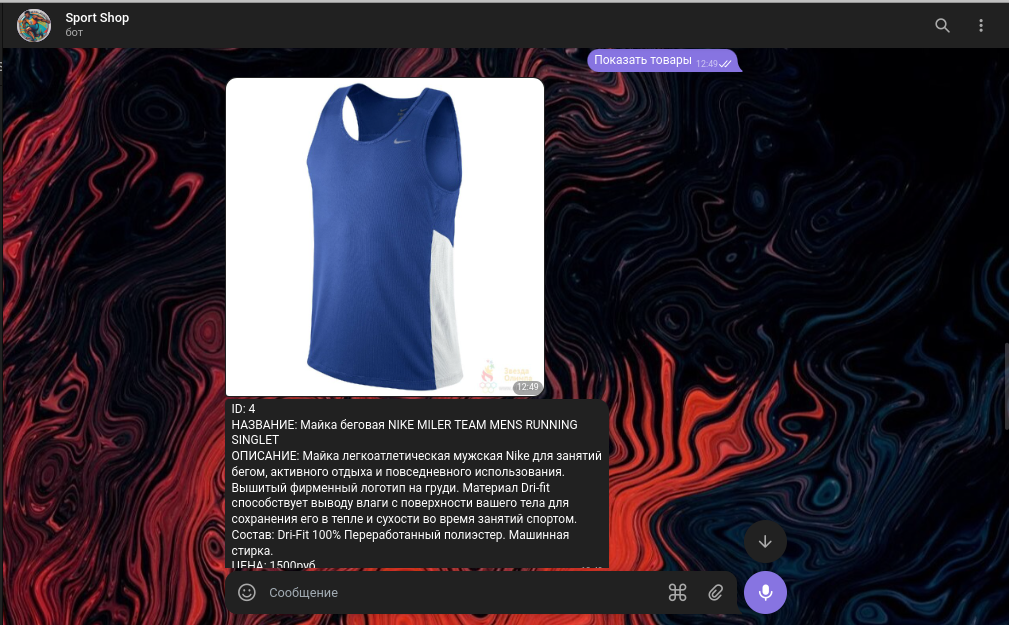 Sport Shop
бот
Показать товары 12:49
12:49
ID: 4
НАЗВАНИЕ: Майка беговая NIKE MILER TEAM MENS RUNNING
SINGLET
ОПИСАНИЕ: Майка легкоатлетическая мужская Nike для занятий
бегом, активного отдыха и повседневного использования.
Вышитый фирменный логотип на груди. Материал Dri-fit
способствует выводу влаги с поверхности вашего тела для
сохранения его в тепле и сухости во время занятий спортом.
Состав: Dri-Fit 100% Переработанный полиэстер. Машинная
стирка.
ЦЕНА: 1500руб
Сообщение